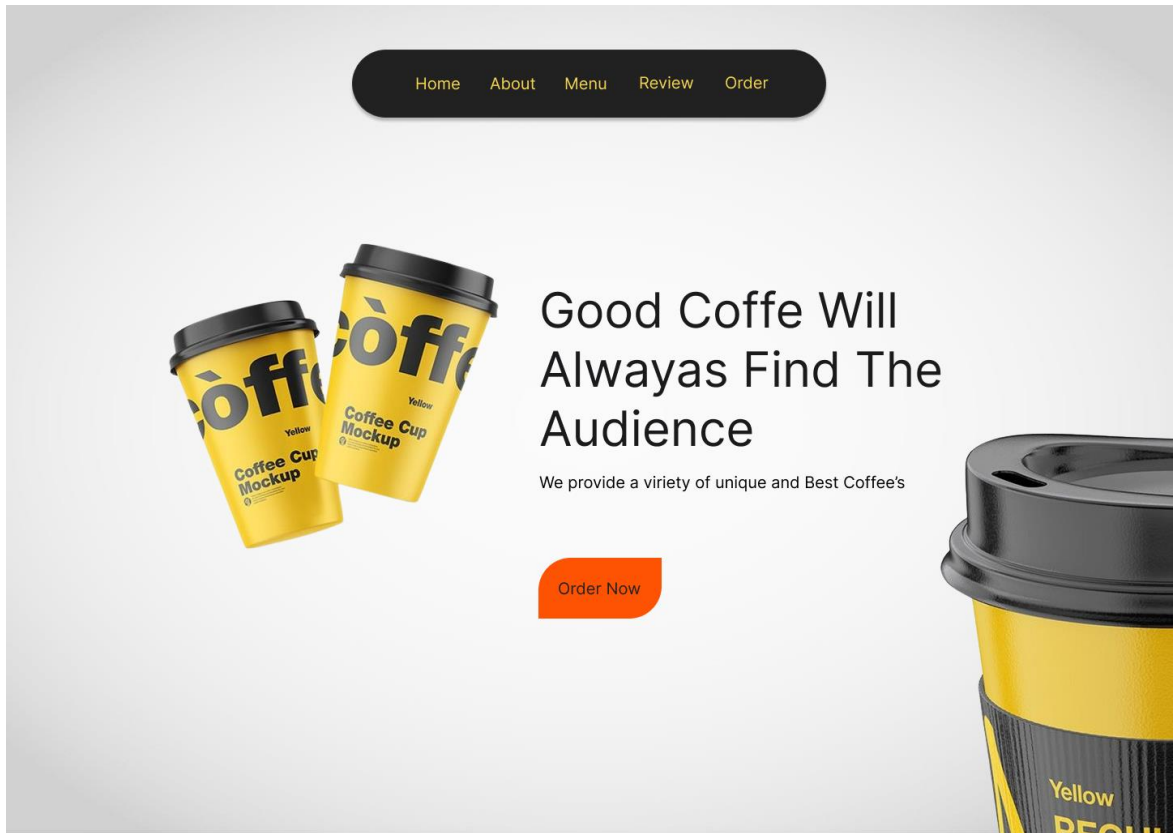 Home About Menu Review Order
Good Coffe Will
Alwayas Find The
Audience
We provide a viriety of unique and Best Coffee’s
Order Now
còffe
Yellow
Coffee Cup
Mockup
còffe
Yellow
Coffee Cup
Mockup
Yellow